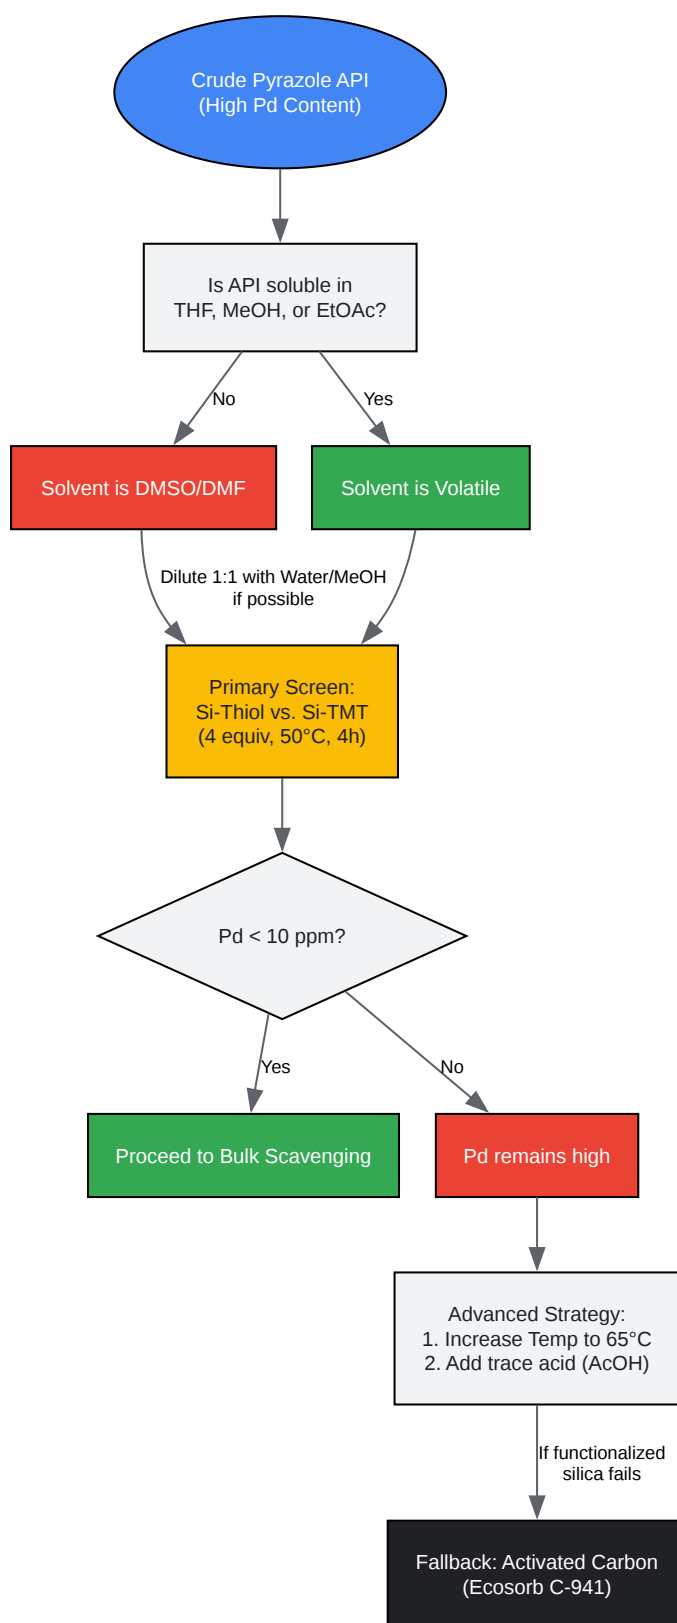 Crude Pyrazole API
(High Pd Content)
Is API soluble in
THF, MeOH, or EtOAc?
No
Yes
Solvent is DMSO/DMF
Solvent is Volatile
Dilute 1:1 with Water/MeOH
if possible
Primary Screen:
Si-Thiol vs. Si-TMT
(4 equiv, 50°C, 4h)
Pd < 10 ppm?
Yes
No
Proceed to Bulk Scavenging
Pd remains high
Advanced Strategy:
1. Increase Temp to 65°C
2. Add trace acid (AcOH)
If functionalized
silica fails
Fallback: Activated Carbon
(Ecosorb C-941)